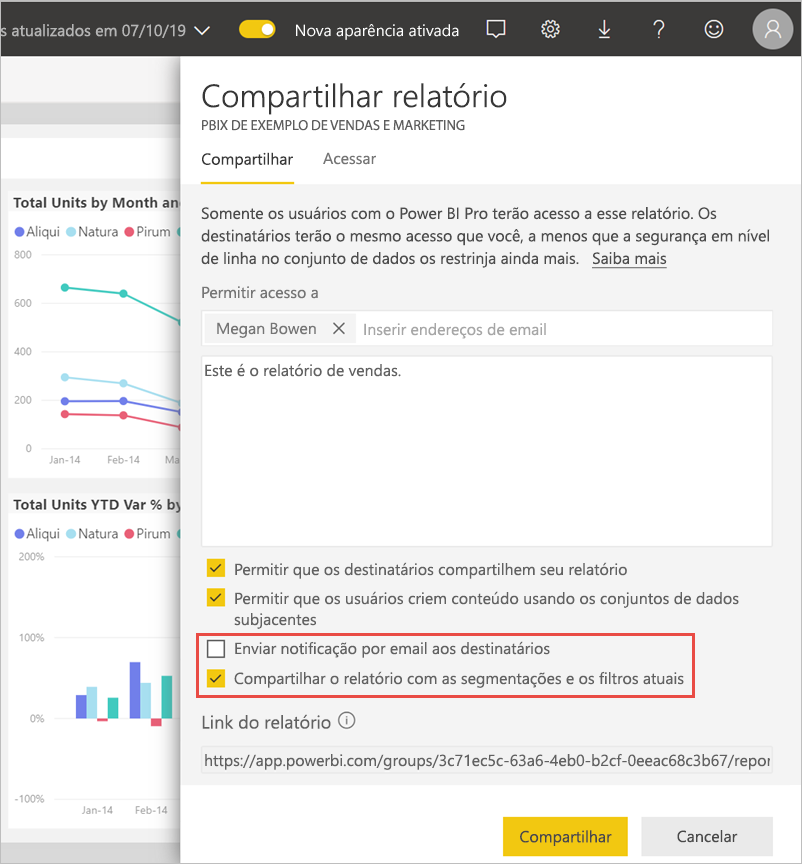 s atualizados em 07/10/19
Nova aparência ativada
Compartilhar relatório
PBIX DE EXEMPLO DE VENDAS E MARKETING
Compartilhar Acessar
Somente os usuários com o Power BI Pro terão acesso a esse relatório. Os
destinatários terão o mesmo acesso que você, a menos que a segurança em nível
de linha no conjunto de dados os restrinja ainda mais. Saiba mais
Permitir acesso a
Megan Bowen Inserir endereços de email
Este é o relatório de vendas.
Permitir que os destinatários compartilhem seu relatório
Permitir que os usuários criem conteúdo usando os conjuntos de dados
subjacentes
Enviar notificação por email aos destinatários
Compartilhar o relatório com as segmentações e os filtros atuais
Link do relatório
https://app.powerbi.com/groups/3c71ec5c-63a6-4eb0-b2cf-0eeac68c3b67/repor
Compartilhar Cancelar
Total Units by Month an
Aliqui Natura Pirum
800
600
400
200
0
Jan-14 Feb-14 Ma
Total Units YTD Var % by
Aliqui Natura Pirum
200%
100%
0%
-100%
Jan-14 Feb-14